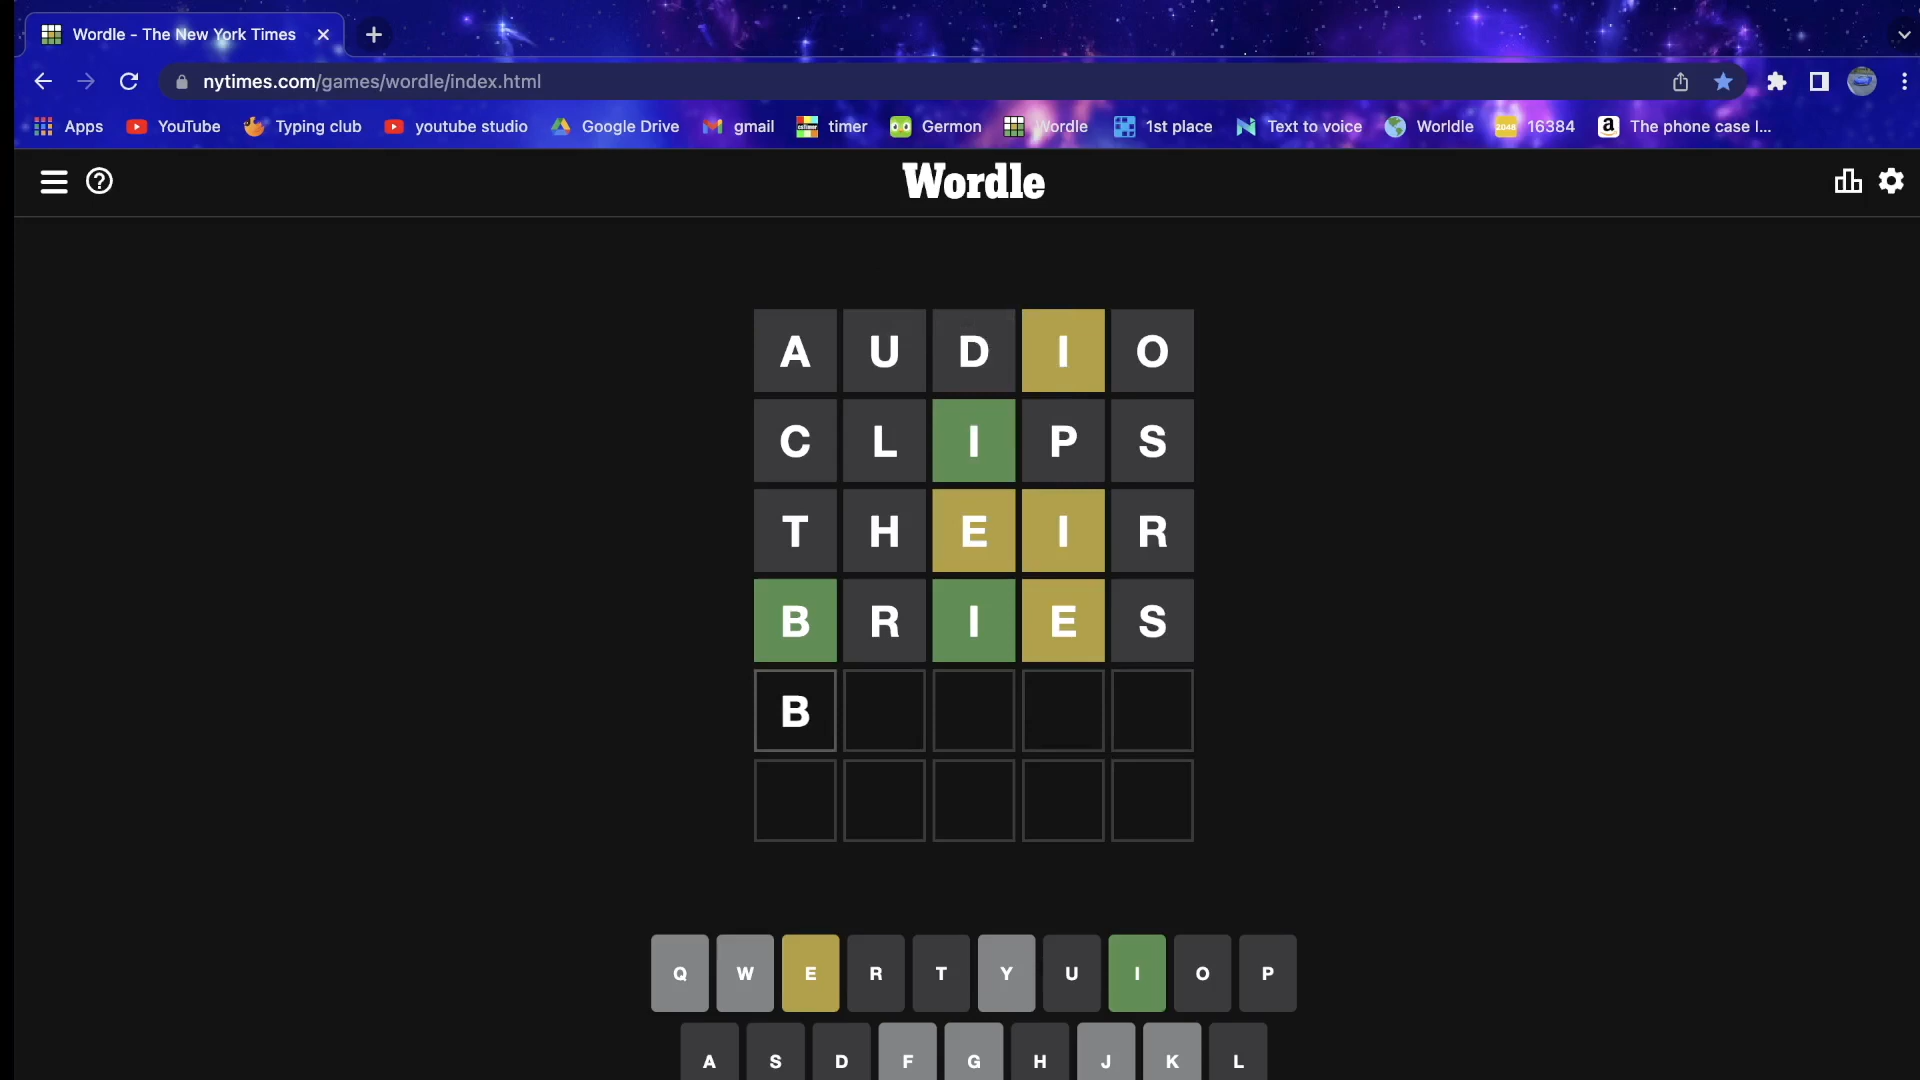 Wordle - The New York Times
nytimes.com/games/wordle/index.html
Apps YouTube Typing club youtube studio Google Drive gmail timer Germon Wordle 1st place Text to voice Worldle 2048 16384 a The phone case l...
Wordle
A U D I O
C L I P S
T H E I R
B R I E S
B
Q W E R T Y U I O P
A S D F G H J K L